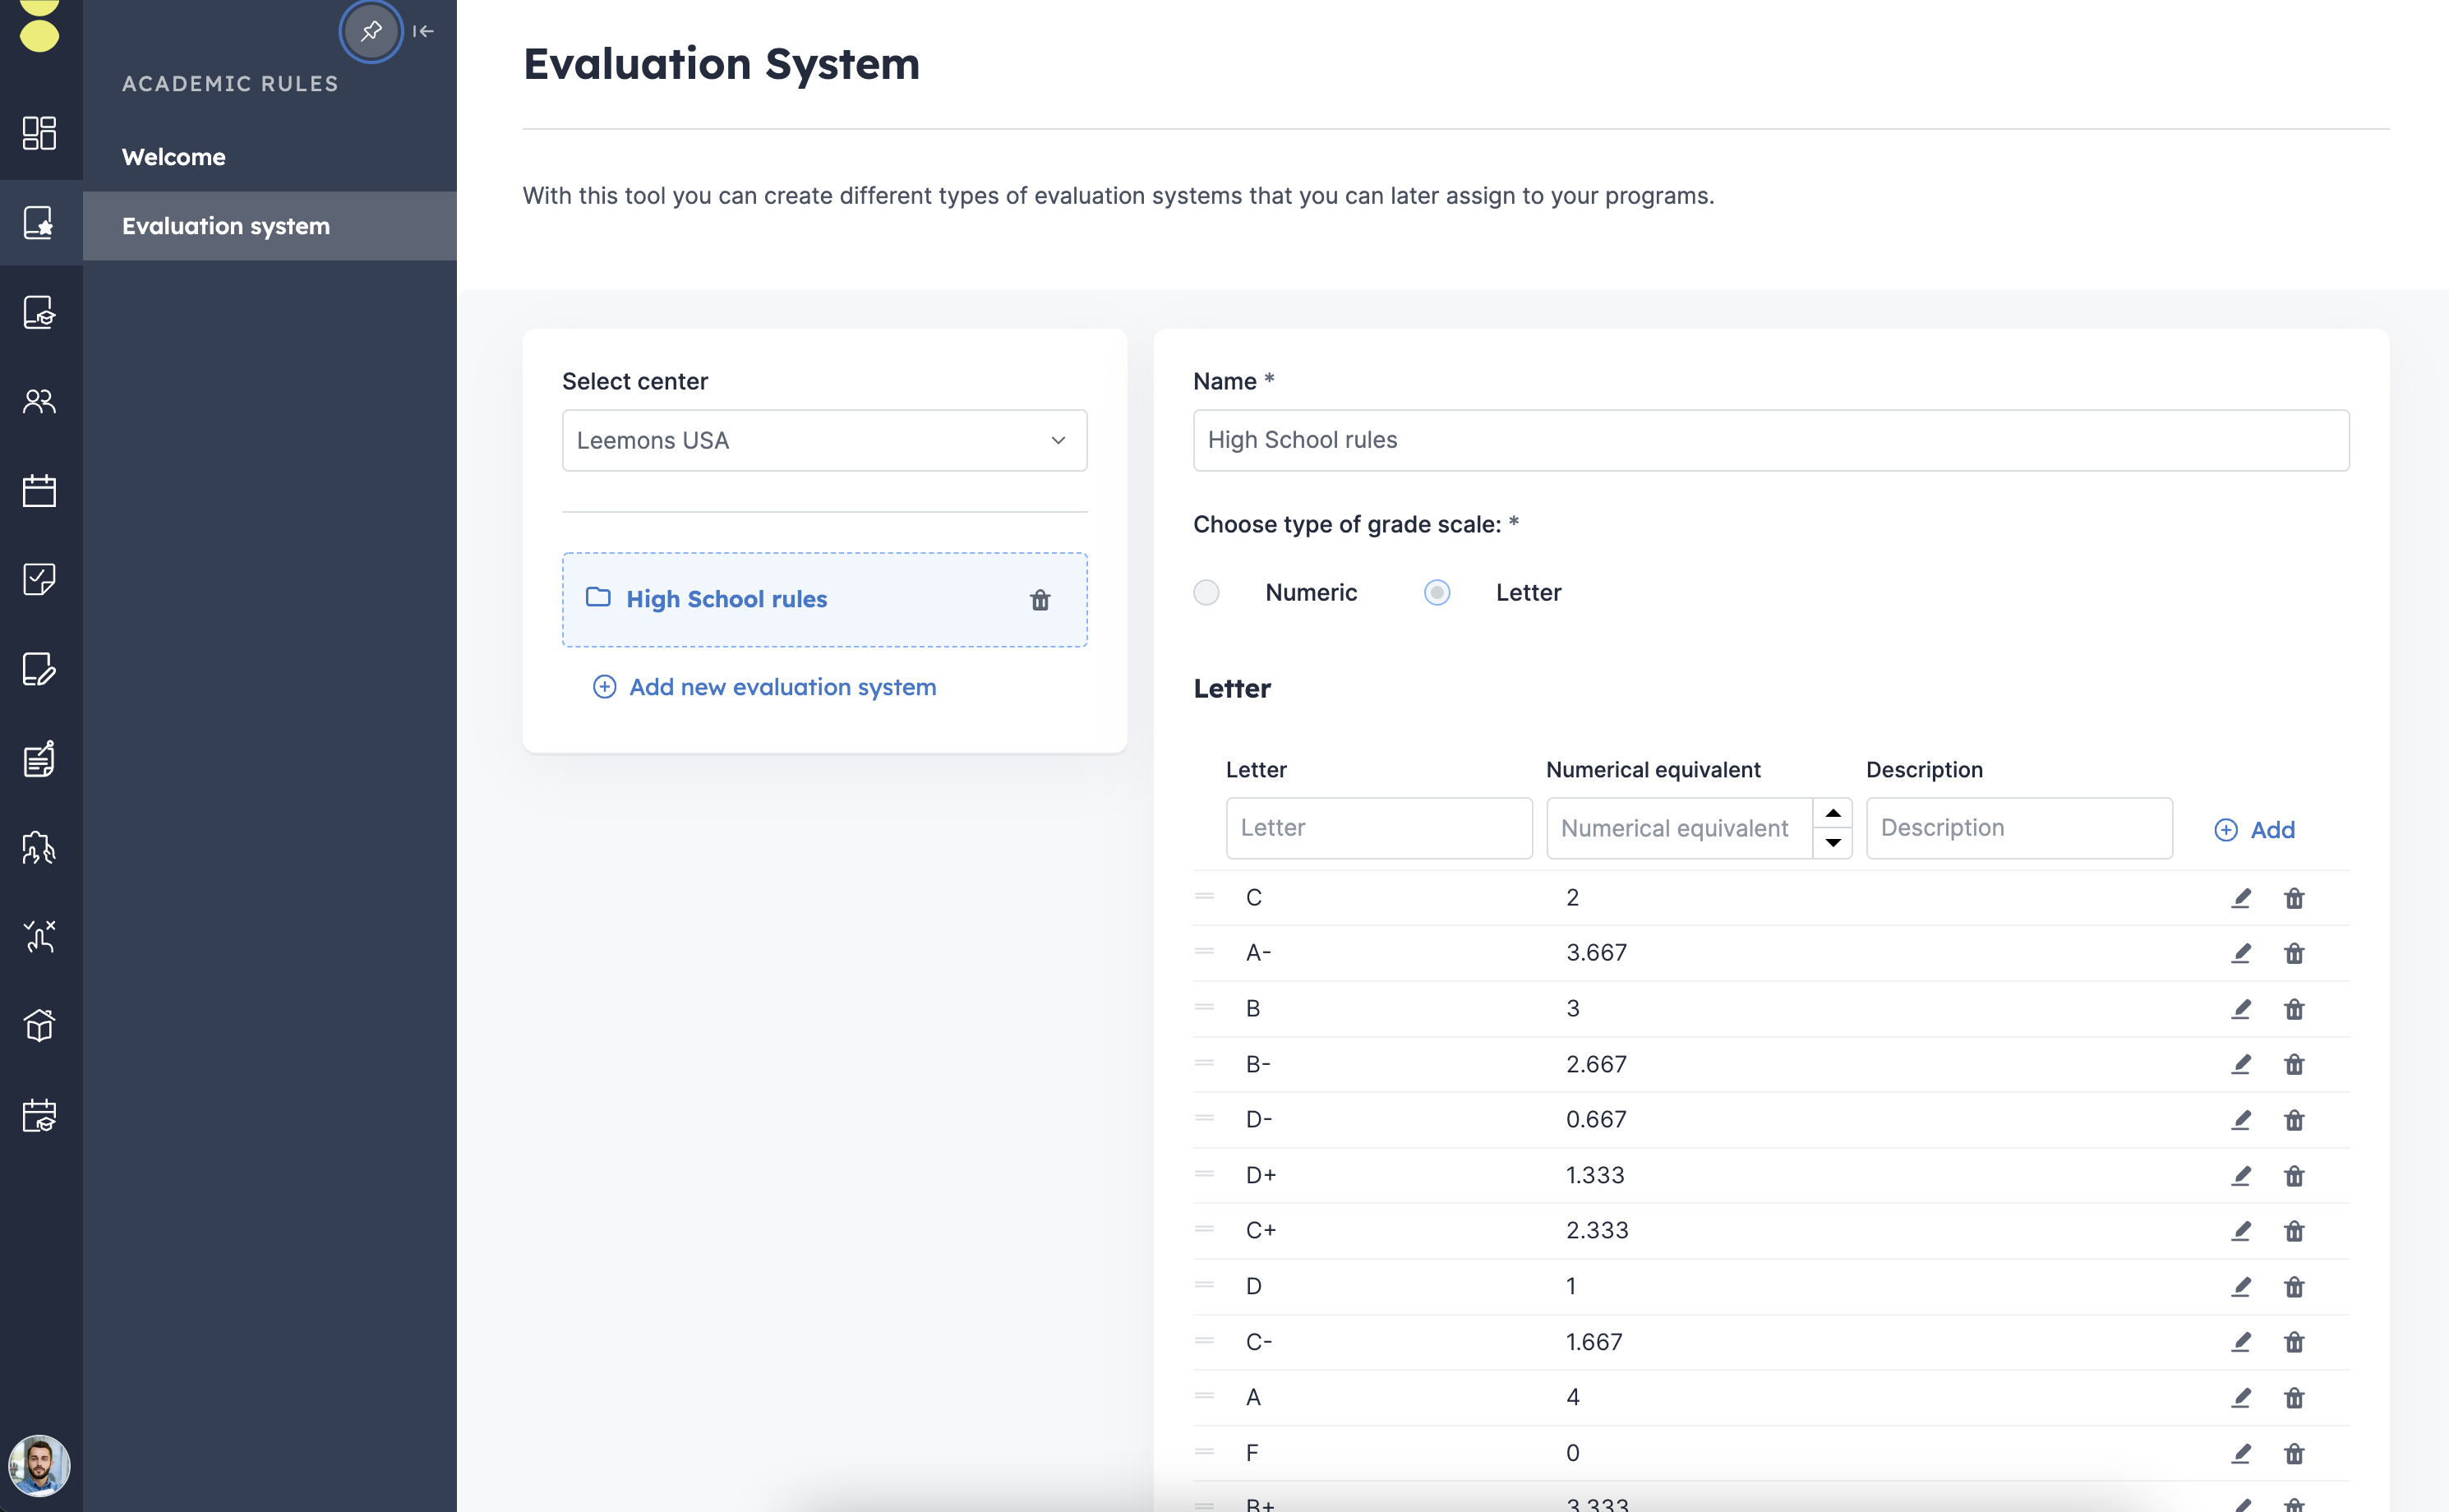 ACADEMIC RULES
Welcome
Evaluation system
Evaluation System
With this tool you can create different types of evaluation systems that you can later assign to your programs.
Select center
Leemons USA
High School rules
Add new evaluation system
Name *
High School rules
Choose type of grade scale: *
Numeric Letter
Letter
Letter Numerical equivalent Description
Letter Numerical equivalent Description Add
C 2
A- 3.667
B 3
B- 2.667
D- 0.667
D+ 1.333
C+ 2.333
D 1
C- 1.667
A 4
F 0
B+ 3.333